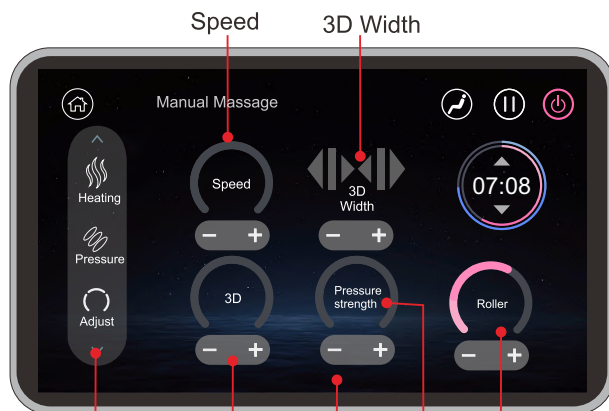 Speed
3D Width
Manual Massage
Heating
Pressure
Adjust
Speed
− +
3D
Width
− +
07:08
3D
− +
Pressure
strength
− +
Roller
− +